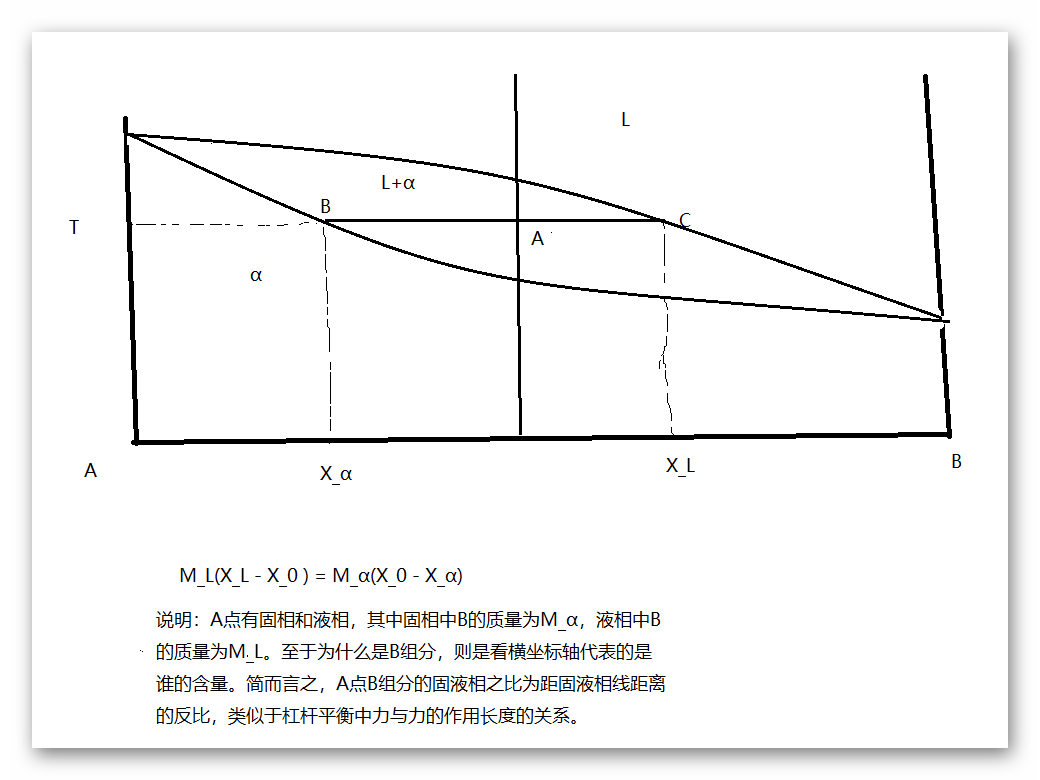 L
L+α
B
T
A
C
α
A
X_α
X_L
B
M_L(X_L - X_0 ) = M_α(X_0 - X_α)
说明：A点有固相和液相，其中固相中B的质量为M_α，液相中B
的质量为M_L。至于为什么是B组分，则是看横坐标轴代表的是
谁的含量。简而言之，A点B组分的固液相之比为距固液相线距离
的反比，类似于杠杆平衡中力与力的作用长度的关系。